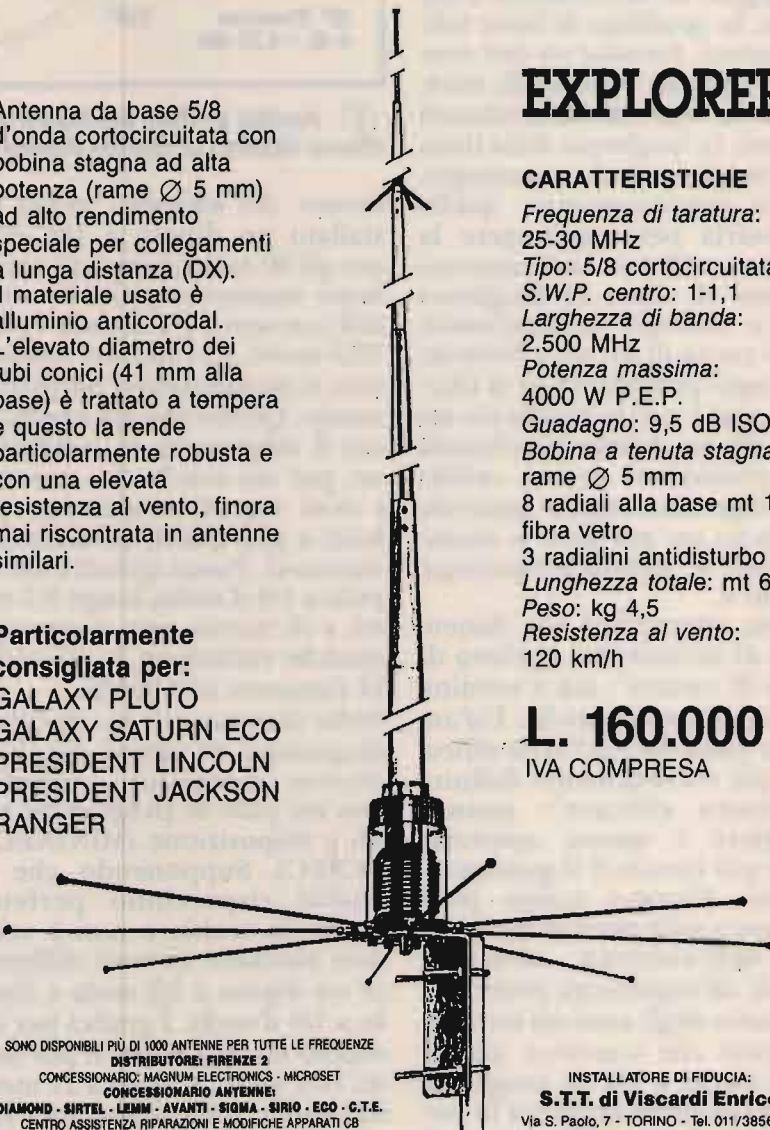 Antenna da base 5/8
d'onda cortocircuitata con
bobina stagna ad alta
potenza (rame ∅ 5 mm)
ad alto rendimento
speciale per collegamenti
a lunga distanza (DX).
l materiale usato è
alluminio anticorodal.
L'elevato diametro dei
tubi conici (41 mm alla
base) è trattato a tempera
e questo la rende
particolarmente robusta e
con una elevata
resistenza al vento, finora
mai riscontrata in antenne
similari.
Particolarmente
consigliata per:
GALAXY PLUTO
GALAXY SATURN ECO
PRESIDENT LINCOLN
PRESIDENT JACKSON
RANGER
EXPLORER
CARATTERISTICHE
Frequenza di taratura:
25-30 MHz
Tipo: 5/8 cortocircuitata
S.W.P. centro: 1-1,1
Larghezza di banda:
2.500 MHz
Potenza massima:
4000 W P.E.P.
Guadagno: 9,5 dB ISO
Bobina a tenuta stagna
rame ∅ 5 mm
8 radiali alla base mt 1
fibra vetro
3 radialini antidisturbo
Lunghezza totale: mt 6
Peso: kg 4,5
Resistenza al vento:
120 km/h
L. 160.000
IVA COMPRESA
SONO DISPONIBILI PIÙ DI 1000 ANTENNE PER TUTTE LE FREQUENZE
DISTRIBUTORE: FIRENZE 2
CONCESSIONARIO: MAGNUM ELECTRONICS - MICROSET
CONCESSIONARIO ANTENNE:
DIAMOND - SIRTEL - LEMM - AVANTI - SIGMA - SIRIO - ECO - C.T.E.
CENTRO ASSISTENZA RIPARAZIONI E MODIFICHE APPARATI CB
INSTALLATORE DI FIDUCIA:
S.T.T. di Viscardi Enrico
Via S. Paolo, 7 - TORINO - Tel. 011/3856